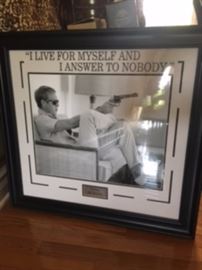 "I LIVE FOR MYSELF AND
I ANSWER TO NOBODY."